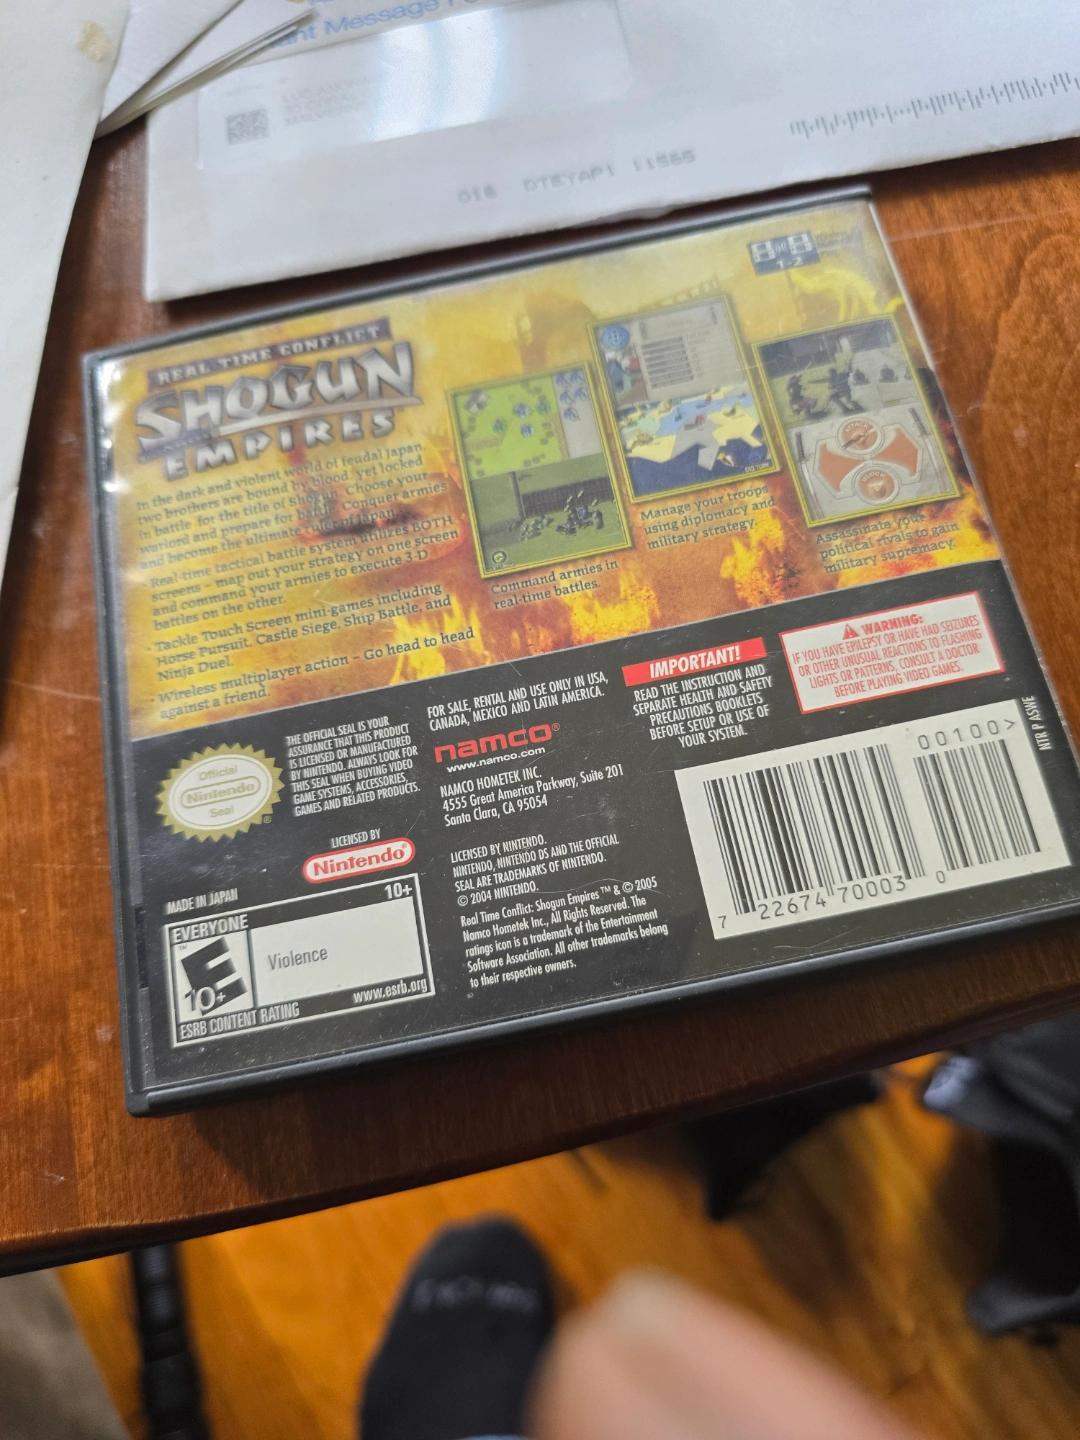 ant Message
016 DTEYAP1 11565
1-2
REAL TIME CONFLICT
SHOGUN
EMPIRES
In the dark and violent world of feudal Japan,
two brothers are bound by blood, yet locked
in battle for the title of Shogun. Choose your
warlord and prepare for battle. Conquer armies
and become the ultimate ruler of Japan.
· Real-time tactical battle system utilizes BOTH
screens – map out your strategy on one screen
and command your armies to execute 3-D
battles on the other.
· Tackle Touch Screen mini-games including
Horse Pursuit, Castle Siege, Ship Battle, and
Ninja Duel.
· Wireless multiplayer action – Go head to head
against a friend.
Command armies in
real-time battles.
END TURN
Manage your troops
using diplomacy and
military strategy.
BLOCK
Assassinate your
political rivals to gain
military supremacy.
Official
Nintendo
Seal
®
THE OFFICIAL SEAL IS YOUR
ASSURANCE THAT THIS PRODUCT
IS LICENSED OR MANUFACTURED
BY NINTENDO. ALWAYS LOOK FOR
THIS SEAL WHEN BUYING VIDEO
GAME SYSTEMS, ACCESSORIES,
GAMES AND RELATED PRODUCTS.
LICENSED BY
Nintendo
MADE IN JAPAN
EVERYONE 10+
E
10+
Violence
ESRB CONTENT RATING www.esrb.org
FOR SALE, RENTAL AND USE ONLY IN USA,
CANADA, MEXICO AND LATIN AMERICA.
namco®
www.namco.com
NAMCO HOMETEK INC.
4555 Great America Parkway, Suite 201
Santa Clara, CA 95054
LICENSED BY NINTENDO.
NINTENDO, NINTENDO DS AND THE OFFICIAL
SEAL ARE TRADEMARKS OF NINTENDO.
© 2004 NINTENDO.
Real Time Conflict: Shogun Empires ™ & © 2005
Namco Hometek Inc., All Rights Reserved. The
ratings icon is a trademark of the Entertainment
Software Association. All other trademarks belong
to their respective owners.
IMPORTANT!
READ THE INSTRUCTION AND
SEPARATE HEALTH AND SAFETY
PRECAUTIONS BOOKLETS
BEFORE SETUP OR USE OF
YOUR SYSTEM.
WARNING:
IF YOU HAVE EPILEPSY OR HAVE HAD SEIZURES
OR OTHER UNUSUAL REACTIONS TO FLASHING
LIGHTS OR PATTERNS, CONSULT A DOCTOR
BEFORE PLAYING VIDEO GAMES.
00100>
7 22674 70003 0
NTR P ASWE